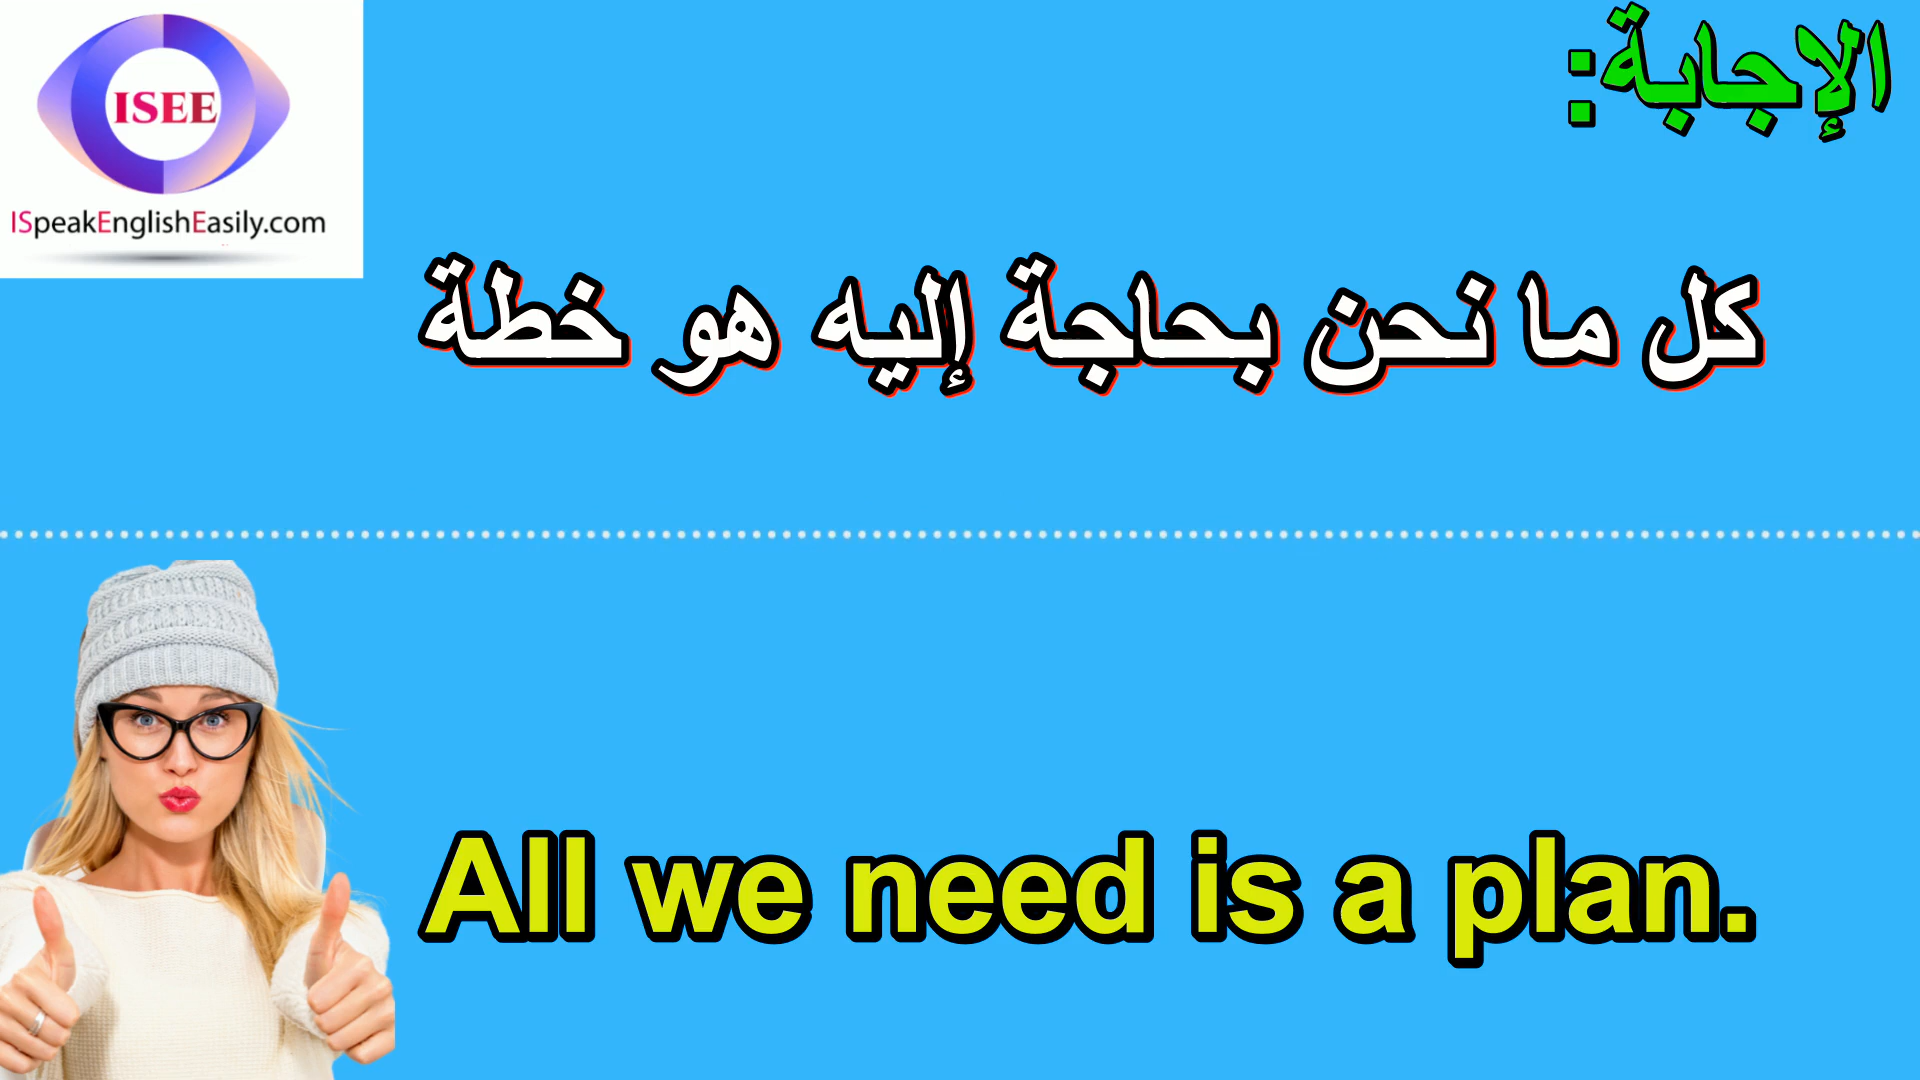 ISEE
ISpeakEnglishEasily.com
الإجابة:
كل ما نحن بحاجة إليه هو خطة
All we need is a plan.